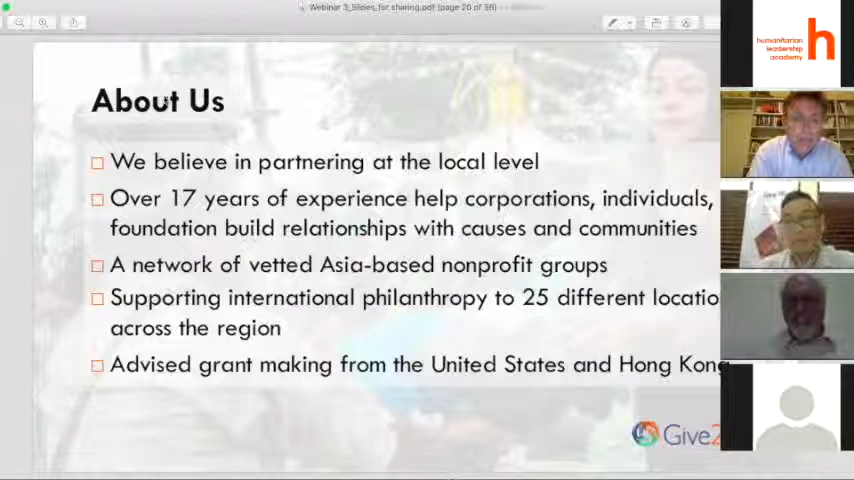 Webinar 3_Slides_for sharing.pdf (page 20 of 56)
humanitarian
leadership
academy
h
About Us
We believe in partnering at the local level
Over 17 years of experience help corporations, individuals,
foundation build relationships with causes and communities
A network of vetted Asia-based nonprofit groups
Supporting international philanthropy to 25 different locatio
across the region
Advised grant making from the United States and Hong Kong
Give2